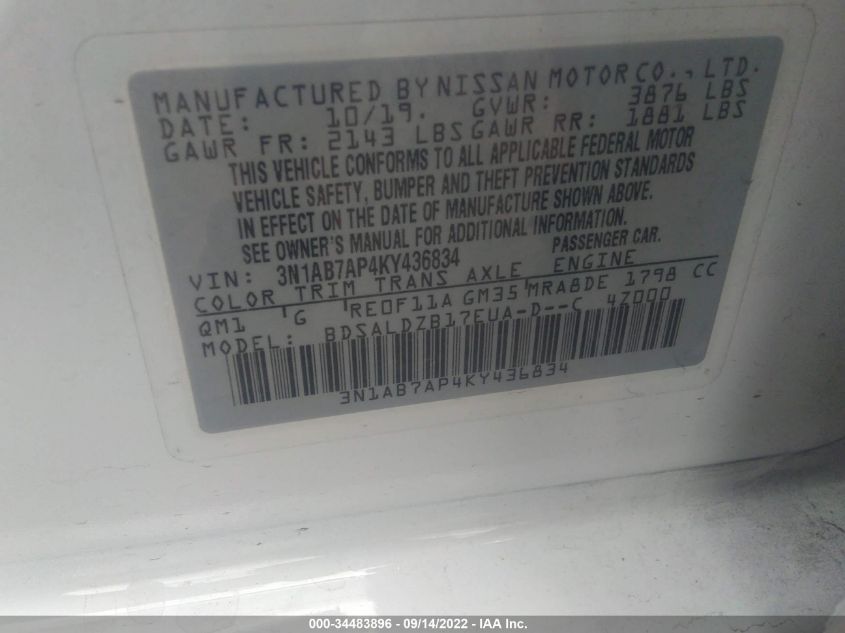 MANUFACTURED BY NISSAN MOTOR CO., LTD.
DATE: 10/19. GVWR: 3876 LBS
GAWR FR: 2143 LBS GAWR RR: 1881 LBS
THIS VEHICLE CONFORMS TO ALL APPLICABLE FEDERAL MOTOR
VEHICLE SAFETY, BUMPER AND THEFT PREVENTION STANDARDS
IN EFFECT ON THE DATE OF MANUFACTURE SHOWN ABOVE.
SEE OWNER'S MANUAL FOR ADDITIONAL INFORMATION.
VIN: 3N1AB7AP4KY436834 PASSENGER CAR.
COLOR TRIM TRANS AXLE ENGINE
QM1 G RE0F11A GM35 MRA8DE 1798 CC
MODEL: BDSALDZB17EUA-D--C 4Z000
3N1AB7AP4KY436834
000-34483896 - 09/14/2022 - IAA Inc.